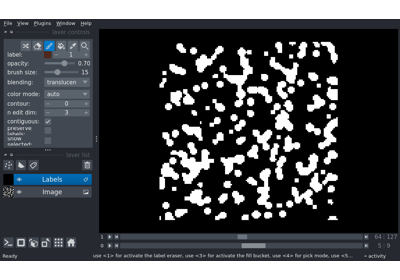 File View Plugins Window Help
layer controls
label: 1
opacity: 0.70
brush size: 15
blending: translucen
color mode: auto
contour: 0
n edit dim: 3
contiguous:
preserve labels:
show selected:
layer list
Labels
Image
1 64 127
0 5 9
Ready use <1> for activate the label eraser, use <3> for activate the fill bucket, use <4> for pick mode, use <5... activity